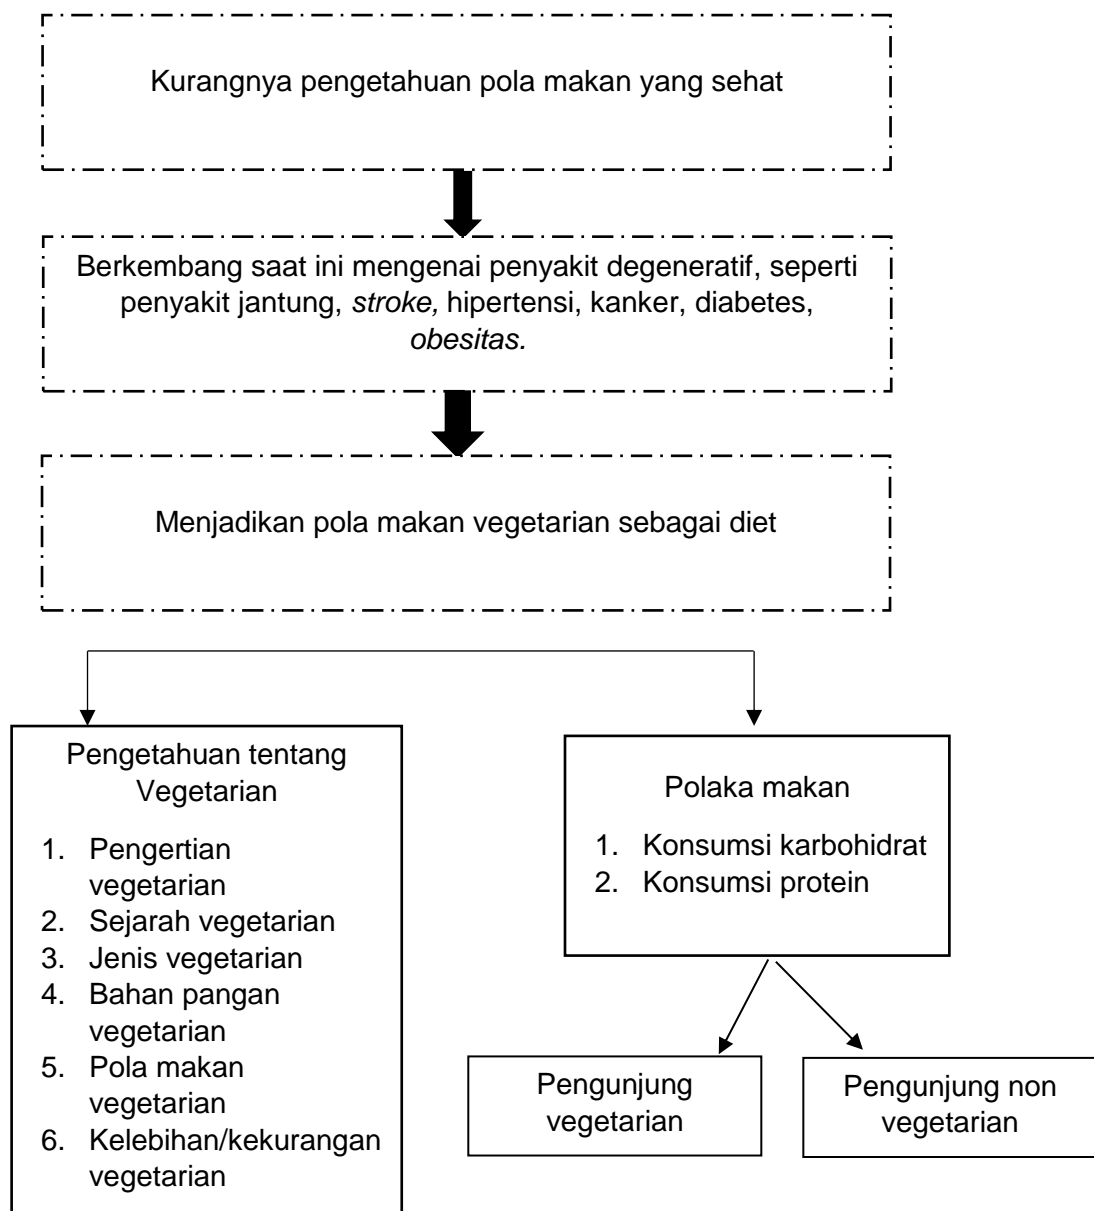 Kurangnya pengetahuan pola makan yang sehat
Berkembang saat ini mengenai penyakit degeneratif, seperti
penyakit jantung, stroke, hipertensi, kanker, diabetes,
obesitas.
Menjadikan pola makan vegetarian sebagai diet
Pengetahuan tentang
Vegetarian
1. Pengertian
vegetarian
2. Sejarah vegetarian
3. Jenis vegetarian
4. Bahan pangan
vegetarian
5. Pola makan
vegetarian
6. Kelebihan/kekurangan
vegetarian
Polaka makan
1. Konsumsi karbohidrat
2. Konsumsi protein
Pengunjung
vegetarian
Pengunjung non
vegetarian